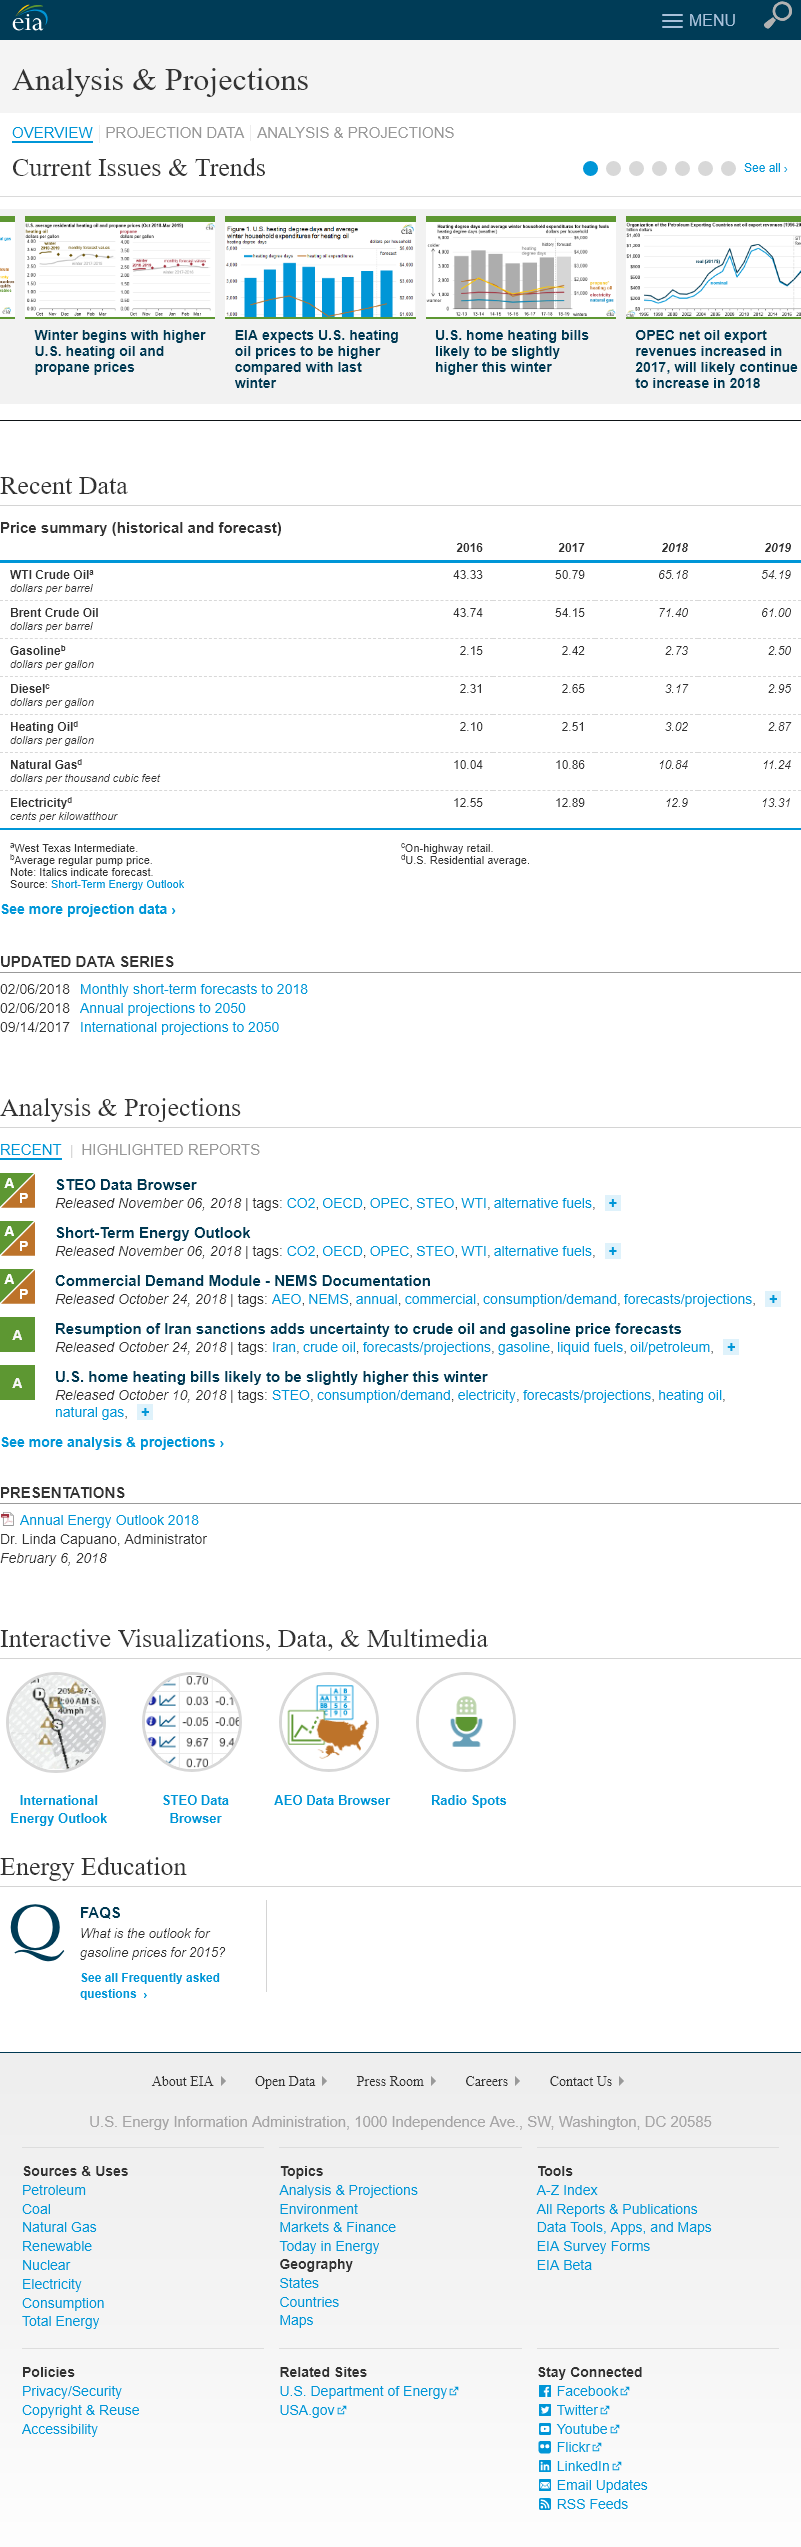 eia
MENU
Analysis & Projections
OVERVIEW
PROJECTION DATA
ANALYSIS & PROJECTIONS
Current Issues & Trends
See all ›
Winter begins with higher
U.S. heating oil and
propane prices
EIA expects U.S. heating
oil prices to be higher
compared with last
winter
U.S. home heating bills
likely to be slightly
higher this winter
OPEC net oil export
revenues increased in
2017, will likely continue
to increase in 2018
Recent Data
Price summary (historical and forecast)
2016 2017 2018 2019
WTI Crude Oilᵃ 43.33 50.79 65.18 54.19
dollars per barrel
Brent Crude Oil 43.74 54.15 71.40 61.00
dollars per barrel
Gasolineᵇ 2.15 2.42 2.73 2.50
dollars per gallon
Dieselᶜ 2.31 2.65 3.17 2.95
dollars per gallon
Heating Oilᵈ 2.10 2.51 3.02 2.87
dollars per gallon
Natural Gasᵈ 10.04 10.86 10.84 11.24
dollars per thousand cubic feet
Electricityᵈ 12.55 12.89 12.9 13.31
cents per kilowatthour
ᵃWest Texas Intermediate.
ᵇAverage regular pump price.
Note: Italics indicate forecast.
Source: Short-Term Energy Outlook
ᶜOn-highway retail.
ᵈU.S. Residential average.
See more projection data ›
UPDATED DATA SERIES
02/06/2018 Monthly short-term forecasts to 2018
02/06/2018 Annual projections to 2050
09/14/2017 International projections to 2050
Analysis & Projections
RECENT | HIGHLIGHTED REPORTS
A P
STEO Data Browser
Released November 06, 2018 | tags: CO2, OECD, OPEC, STEO, WTI, alternative fuels, +
A P
Short-Term Energy Outlook
Released November 06, 2018 | tags: CO2, OECD, OPEC, STEO, WTI, alternative fuels, +
A P
Commercial Demand Module - NEMS Documentation
Released October 24, 2018 | tags: AEO, NEMS, annual, commercial, consumption/demand, forecasts/projections, +
A
Resumption of Iran sanctions adds uncertainty to crude oil and gasoline price forecasts
Released October 24, 2018 | tags: Iran, crude oil, forecasts/projections, gasoline, liquid fuels, oil/petroleum, +
A
U.S. home heating bills likely to be slightly higher this winter
Released October 10, 2018 | tags: STEO, consumption/demand, electricity, forecasts/projections, heating oil,
natural gas, +
See more analysis & projections ›
PRESENTATIONS
Annual Energy Outlook 2018
Dr. Linda Capuano, Administrator
February 6, 2018
Interactive Visualizations, Data, & Multimedia
International
Energy Outlook
STEO Data
Browser
AEO Data Browser
Radio Spots
Energy Education
Q
FAQS
What is the outlook for
gasoline prices for 2015?
See all Frequently asked
questions ›
About EIA
Open Data
Press Room
Careers
Contact Us
U.S. Energy Information Administration, 1000 Independence Ave., SW, Washington, DC 20585
Sources & Uses
Petroleum
Coal
Natural Gas
Renewable
Nuclear
Electricity
Consumption
Total Energy
Topics
Analysis & Projections
Environment
Markets & Finance
Today in Energy
Geography
States
Countries
Maps
Tools
A-Z Index
All Reports & Publications
Data Tools, Apps, and Maps
EIA Survey Forms
EIA Beta
Policies
Privacy/Security
Copyright & Reuse
Accessibility
Related Sites
U.S. Department of Energy
USA.gov
Stay Connected
Facebook
Twitter
Youtube
Flickr
LinkedIn
Email Updates
RSS Feeds